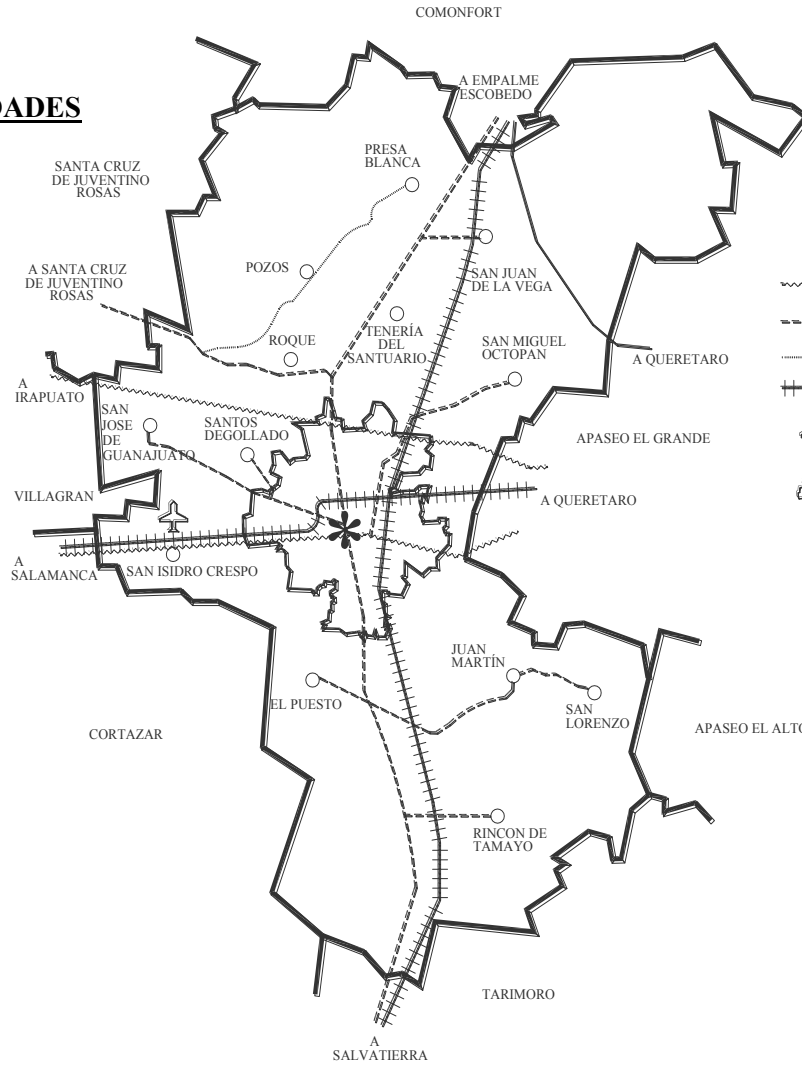 COMONFORT
DADES
A EMPALME
ESCOBEDO
PRESA
BLANCA
SANTA CRUZ
DE JUVENTINO
ROSAS
A SANTA CRUZ
DE JUVENTINO
ROSAS
POZOS
SAN JUAN
DE LA VEGA
ROQUE
TENERÍA
DEL
SANTUARIO
SAN MIGUEL
OCTOPAN
A QUERETARO
A
IRAPUATO
SAN
JOSE
DE
GUANAJUATO
SANTOS
DEGOLLADO
APASEO EL GRANDE
VILLAGRAN
A QUERETARO
A
SALAMANCA
SAN ISIDRO CRESPO
JUAN
MARTÍN
EL PUESTO
SAN
LORENZO
CORTAZAR
APASEO EL ALTO
RINCON DE
TAMAYO
TARIMORO
A
SALVATIERRA